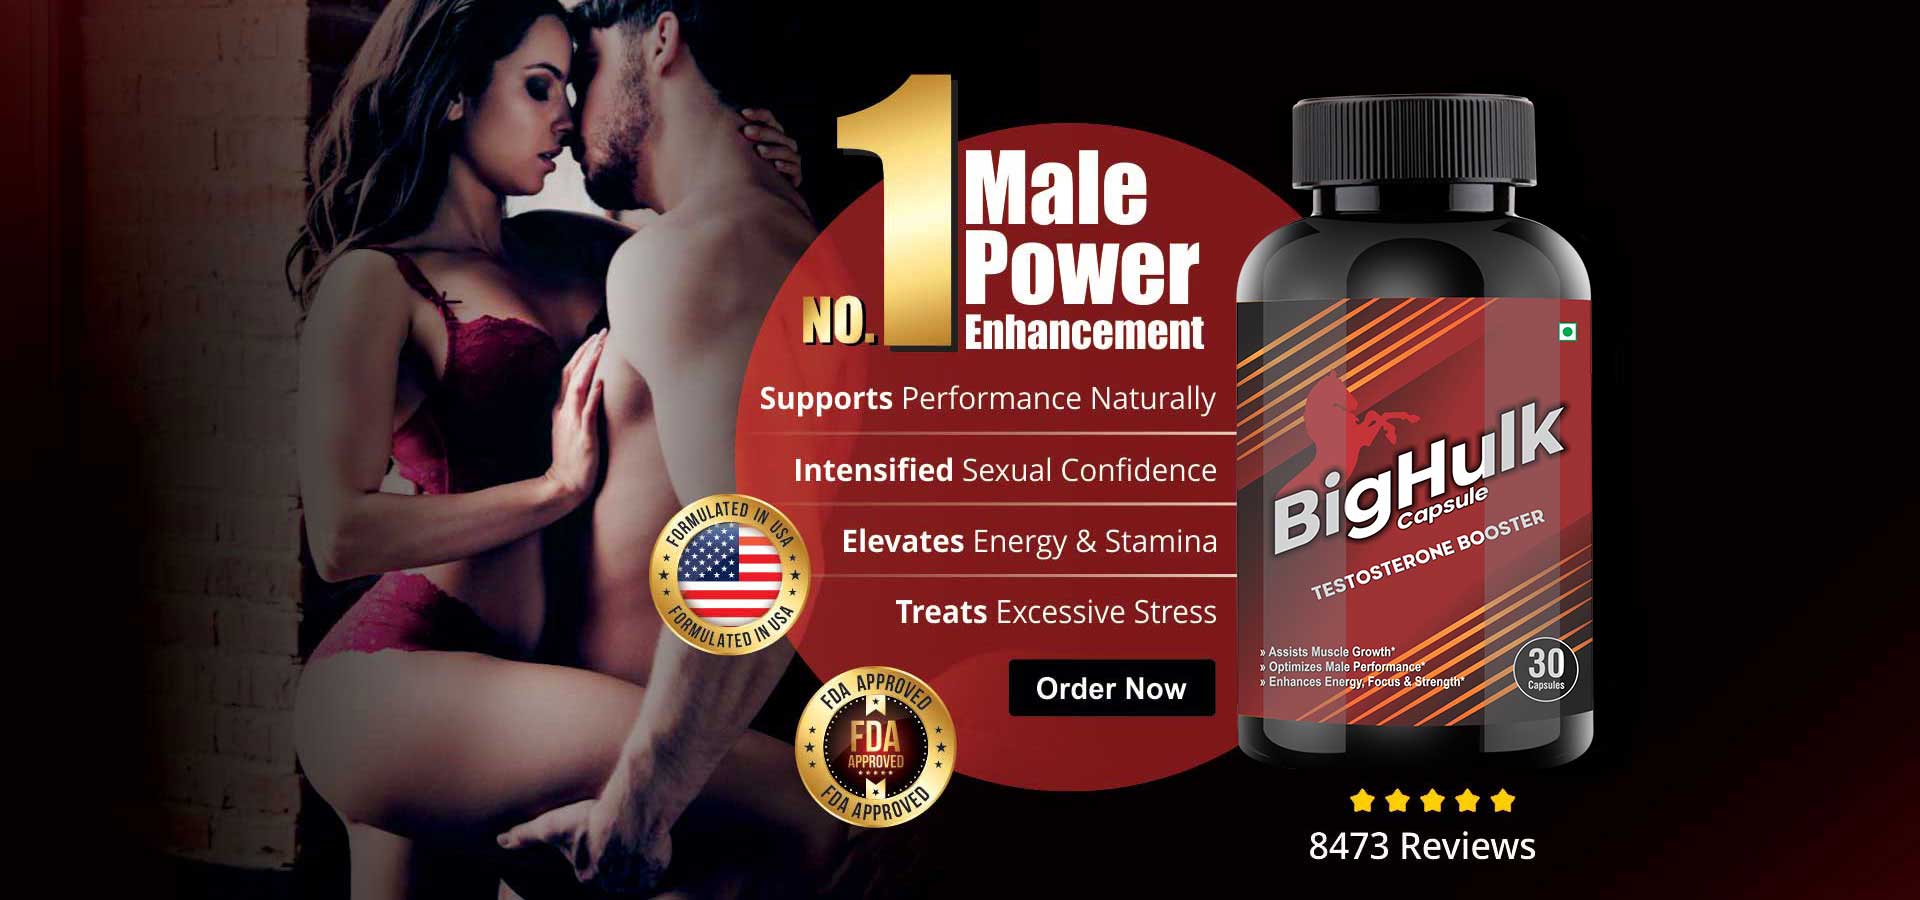 NO.1
Male
Power
Enhancement
Supports Performance Naturally
Intensified Sexual Confidence
Elevates Energy & Stamina
Treats Excessive Stress
Order Now
FORMULATED IN USA
FORMULATED IN USA
FDA APPROVED
FDA
APPROVED
FDA APPROVED
BigHulk
Capsule
TESTOSTERONE BOOSTER
» Assists Muscle Growth*
» Optimizes Male Performance*
» Enhances Energy, Focus & Strength*
30
Capsules
8473 Reviews